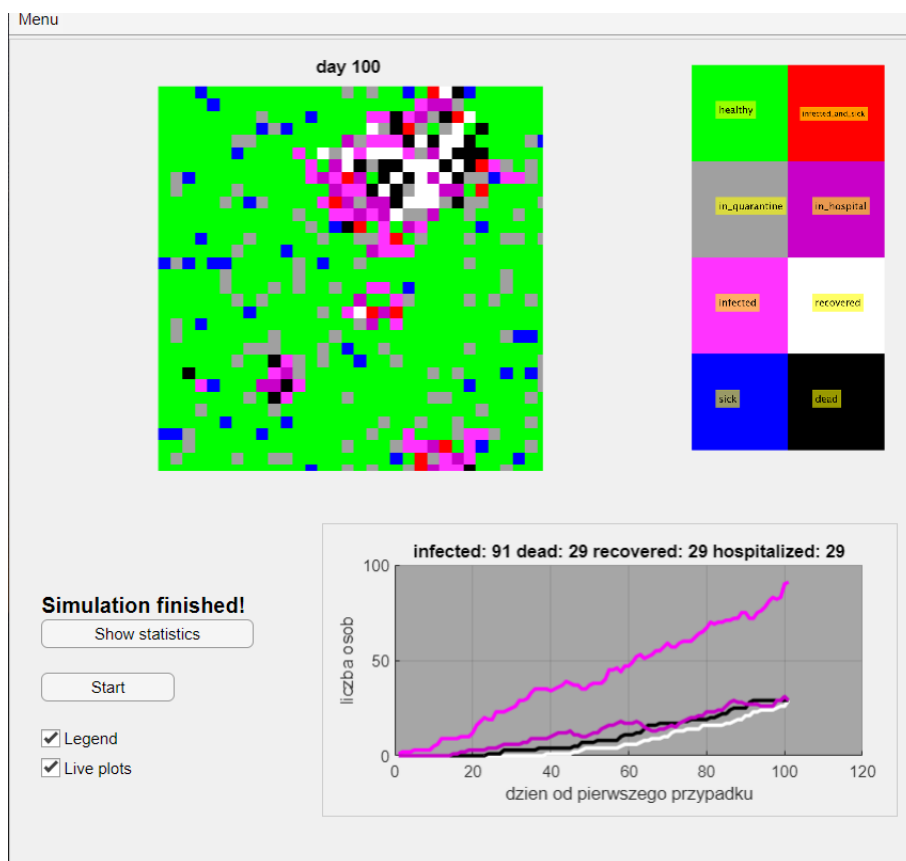 Menu
day 100
healthy
infected_and_sick
in_quarantine
in_hospital
infected
recovered
sick
dead
infected: 91 dead: 29 recovered: 29 hospitalized: 29
100
50
0
liczba osob
0 20 40 60 80 100 120
dzien od pierwszego przypadku
Simulation finished!
Show statistics
Start
Legend
Live plots